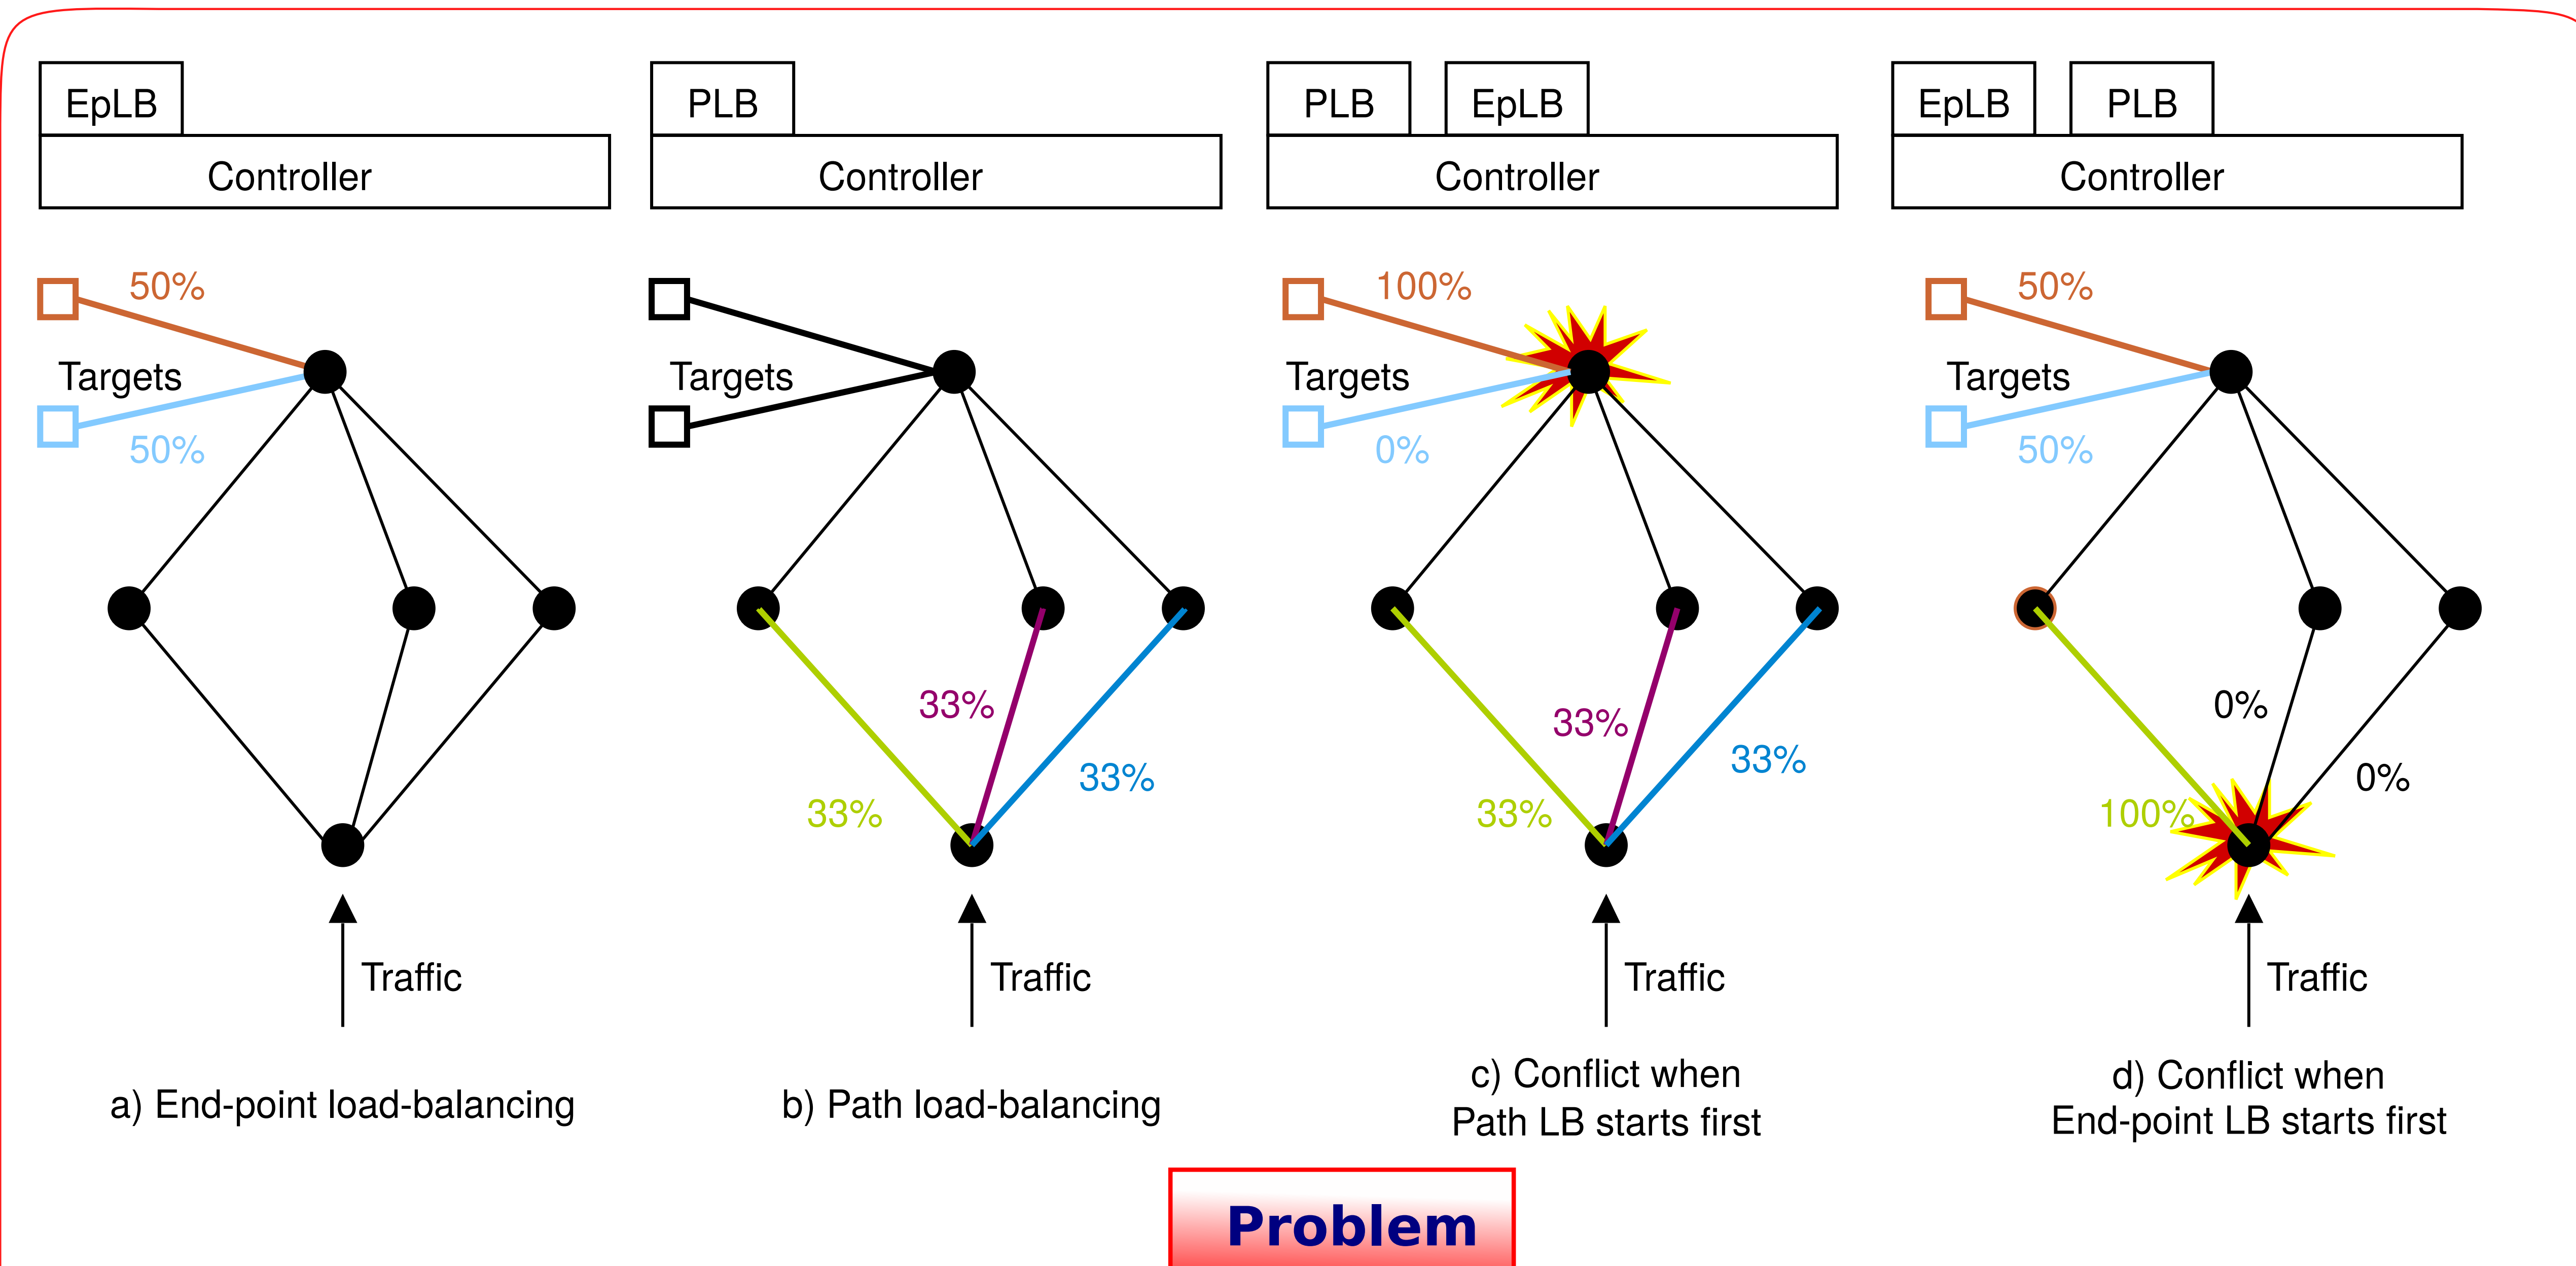 EpLB
Controller
50%
Targets
50%
Traffic
a) End-point load-balancing
PLB
Controller
Targets
33%
33%
33%
Traffic
b) Path load-balancing
PLB
EpLB
Controller
100%
Targets
0%
33%
33%
33%
Traffic
c) Conflict when
Path LB starts first
EpLB
PLB
Controller
50%
Targets
50%
0%
0%
100%
Traffic
d) Conflict when
End-point LB starts first
Problem